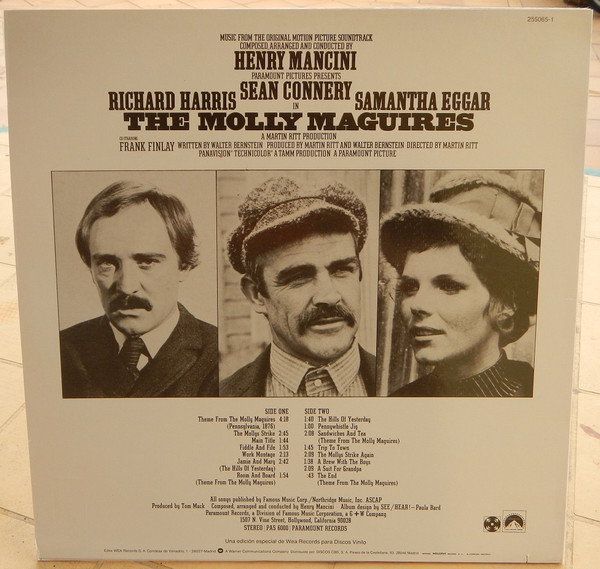 255069-1
MUSIC FROM THE ORIGINAL MOTION PICTURE SOUNDTRACK
COMPOSED, ARRANGED AND CONDUCTED BY
HENRY MANCINI
PARAMOUNT PICTURES PRESENTS
RICHARD HARRIS SEAN CONNERY SAMANTHA EGGAR
IN
THE MOLLY MAGUIRES
A MARTIN RITT PRODUCTION
CO-STARRING
FRANK FINLAY WRITTEN BY WALTER BERNSTEIN PRODUCED BY MARTIN RITT AND WALTER BERNSTEIN DIRECTED BY MARTIN RITT
PANAVISION® TECHNICOLOR® A TAMM PRODUCTION A PARAMOUNT PICTURE
SIDE ONE
Theme From The Molly Maguires 4:18
(Pennsylvania, 1876)
The Mollys Strike 2:45
Main Title 1:44
Fiddle And Fife 1:53
Work Montage 2:13
Jamie And Mary 2:42
(The Hills Of Yesterday)
Room And Board 1:54
(Theme From The Molly Maguires)
SIDE TWO
1:40 The Hills Of Yesterday
1:00 Pennywhistle Jig
2:08 Sandwiches And Tea
(Theme From The Molly Maguires)
1:45 Trip To Town
2:09 The Mollys Strike Again
1:38 A Brew With The Boys
2:09 A Suit For Grandpa
43 The End
(Theme From The Molly Maguires)
All songs published by Famous Music Corp./Northridge Music, Inc. ASCAP
Produced by Tom Mack Composed, arranged and conducted by Henry Mancini Album design by SEE/HEAR!—Paula Bard
Paramount Records, a Division of Famous Music Corporation, a G+W Company
1507 N. Vine Street, Hollywood, California 90028
STEREO: PAS 6000 PARAMOUNT RECORDS
Una edición especial de Wea Records para Discos Vinilo
A Warner Communications Company